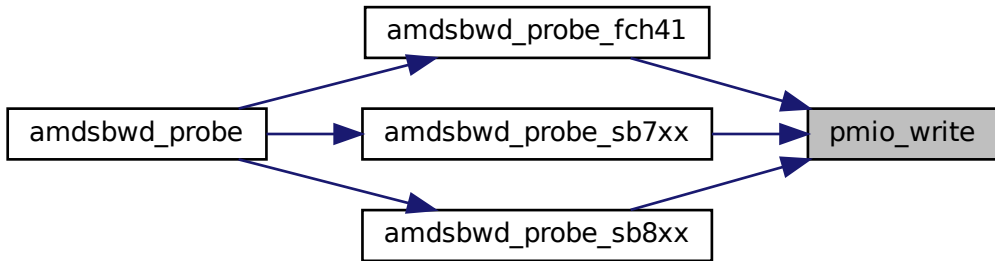 amdsbwd_probe_fch41
amdsbwd_probe
amdsbwd_probe_sb7xx
pmio_write
amdsbwd_probe_sb8xx